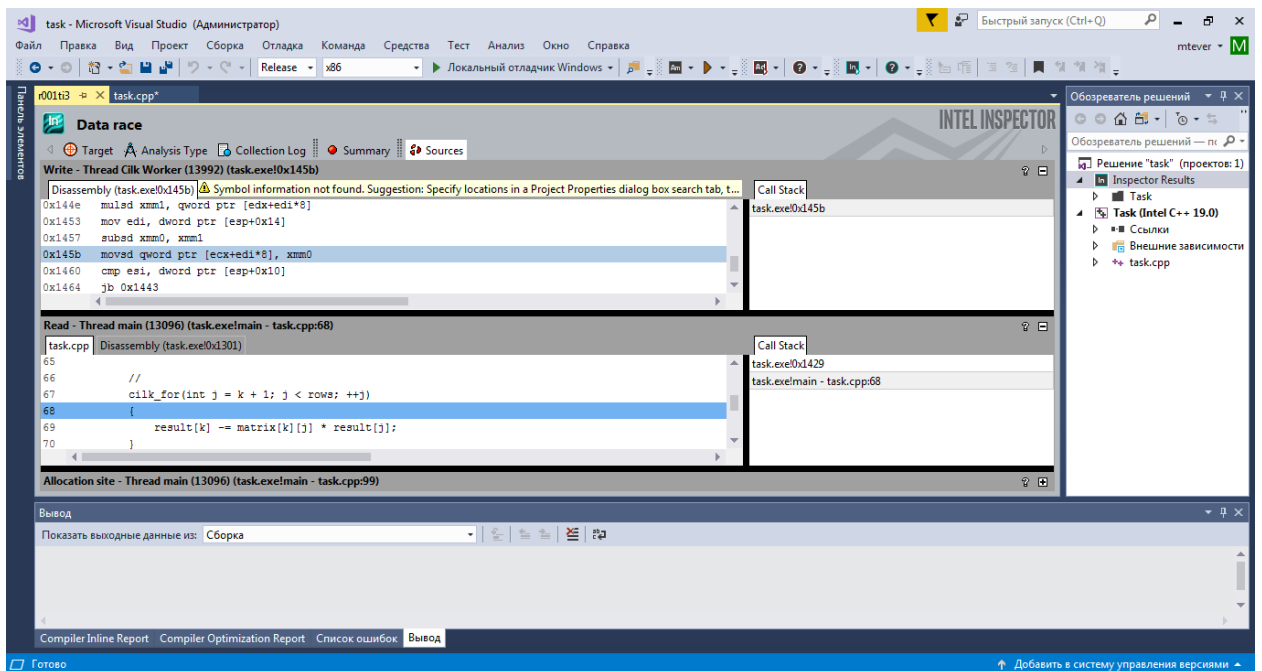 task - Microsoft Visual Studio (Администратор)
Быстрый запуск (Ctrl+Q)
Файл Правка Вид Проект Сборка Отладка Команда Средства Тест Анализ Окно Справка
mtever M
Release x86 Локальный отладчик Windows
Панель элементов
r001ti3 task.cpp*
Data race
INTEL INSPECTOR
Target Analysis Type Collection Log Summary Sources
Write - Thread Cilk Worker (13992) (task.exe!0x145b)
Disassembly (task.exe!0x145b) Symbol information not found. Suggestion: Specify locations in a Project Properties dialog box search tab, t...
Call Stack
0x144e mulsd xmm1, qword ptr [edx+edi*8]
0x1453 mov edi, dword ptr [esp+0x14]
0x1457 subsd xmm0, xmm1
0x145b movsd qword ptr [ecx+edi*8], xmm0
0x1460 cmp esi, dword ptr [esp+0x10]
0x1464 jb 0x1443
task.exe!0x145b
Read - Thread main (13096) (task.exe!main - task.cpp:68)
task.cpp Disassembly (task.exe!0x1301)
Call Stack
65
66 //
67 cilk_for(int j = k + 1; j < rows; ++j)
68 {
69 result[k] -= matrix[k][j] * result[j];
70 }
task.exe!0x1429
task.exe!main - task.cpp:68
Allocation site - Thread main (13096) (task.exe!main - task.cpp:99)
Обозреватель решений
Обозреватель решений — по
Решение "task" (проектов: 1)
Inspector Results
Task
Task (Intel C++ 19.0)
Ссылки
Внешние зависимости
task.cpp
Вывод
Показать выходные данные из: Сборка
Compiler Inline Report Compiler Optimization Report Список ошибок Вывод
Готово
Добавить в систему управления версиями